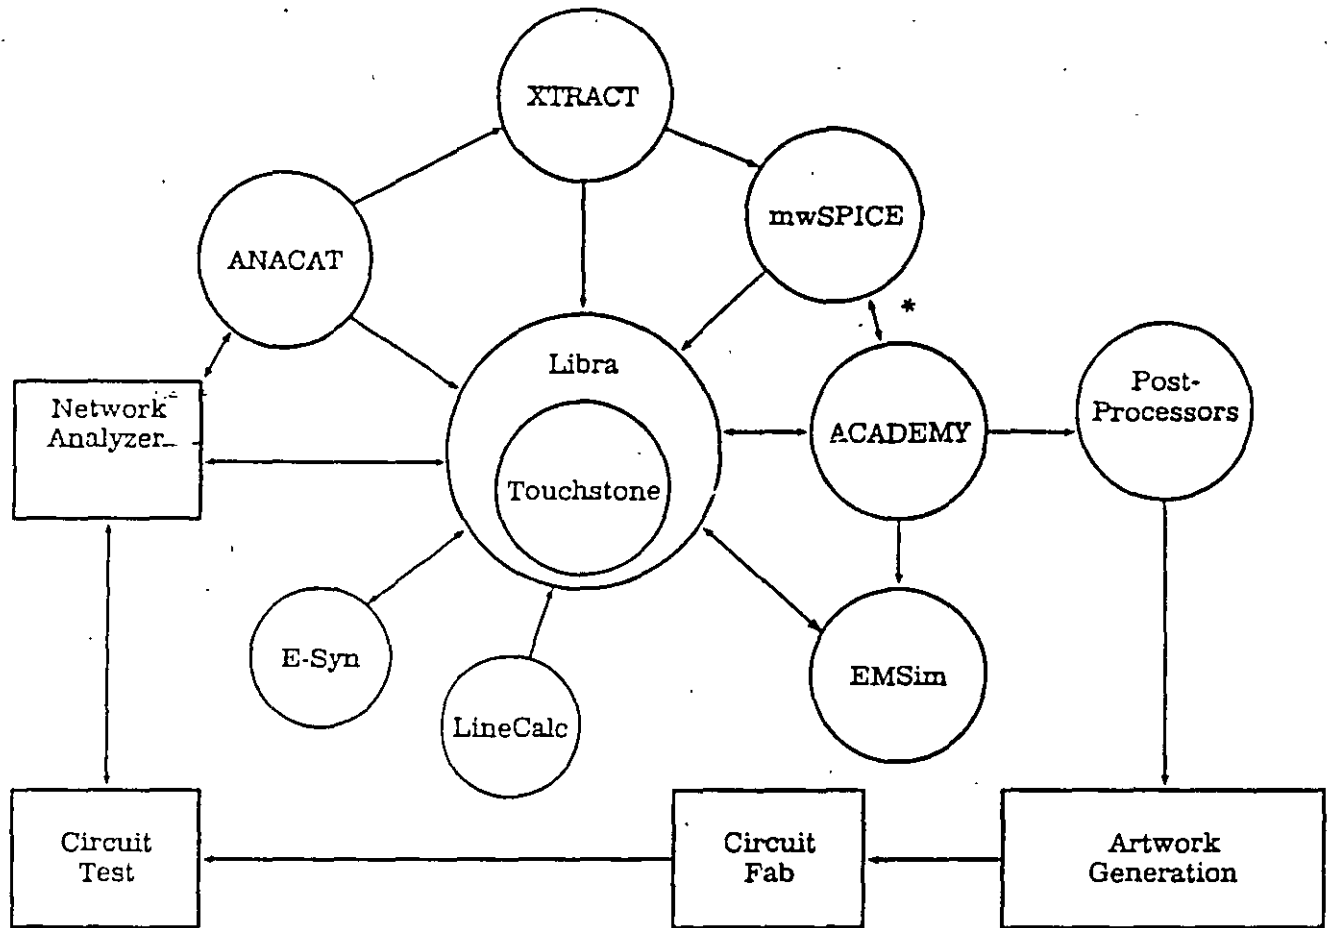 XTRACT
mwSPICE
ANACAT
*
Libra
Post-
Processors
Network
Analyzer
ACADEMY
Touchstone
E-Syn
EMSim
LineCalc
Circuit
Test
Circuit
Fab
Artwork
Generation